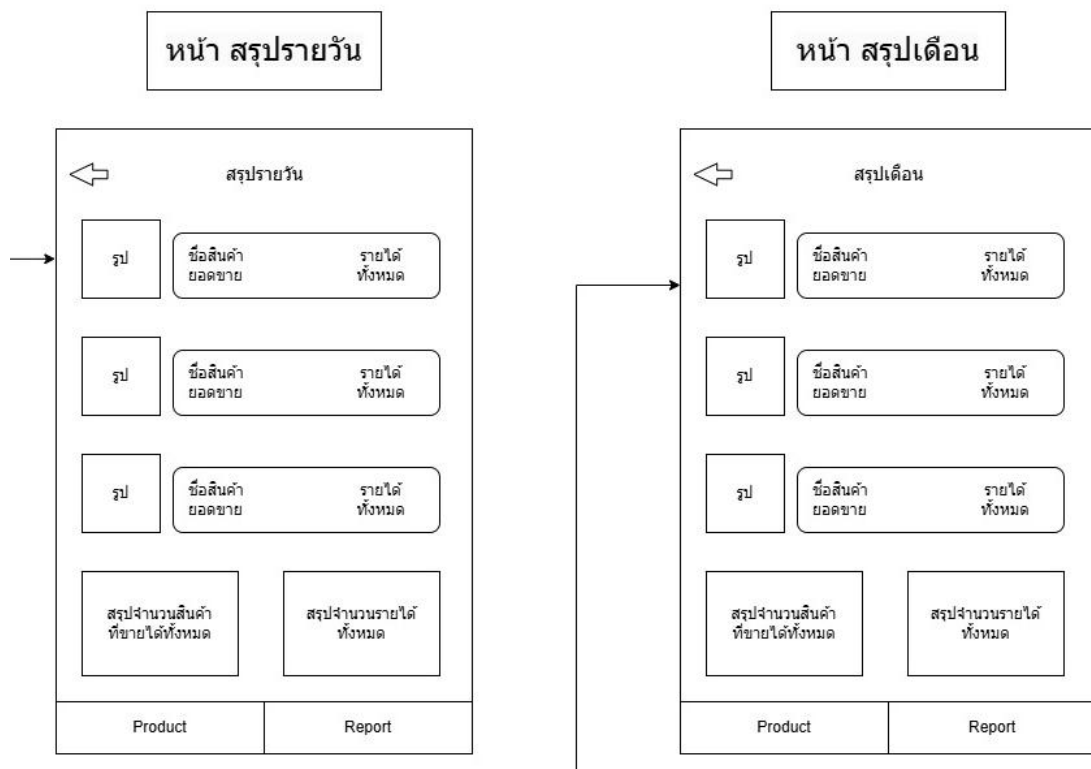 หน้า สรุปรายวัน
สรุปรายวัน
รูป
ชื่อสินค้า
ยอดขาย
รายได้
ทั้งหมด
รูป
ชื่อสินค้า
ยอดขาย
รายได้
ทั้งหมด
รูป
ชื่อสินค้า
ยอดขาย
รายได้
ทั้งหมด
สรุปจำนวนสินค้า
ที่ขายได้ทั้งหมด
สรุปจำนวนรายได้
ทั้งหมด
Product
Report
หน้า สรุปเดือน
สรุปเดือน
รูป
ชื่อสินค้า
ยอดขาย
รายได้
ทั้งหมด
รูป
ชื่อสินค้า
ยอดขาย
รายได้
ทั้งหมด
รูป
ชื่อสินค้า
ยอดขาย
รายได้
ทั้งหมด
สรุปจำนวนสินค้า
ที่ขายได้ทั้งหมด
สรุปจำนวนรายได้
ทั้งหมด
Product
Report